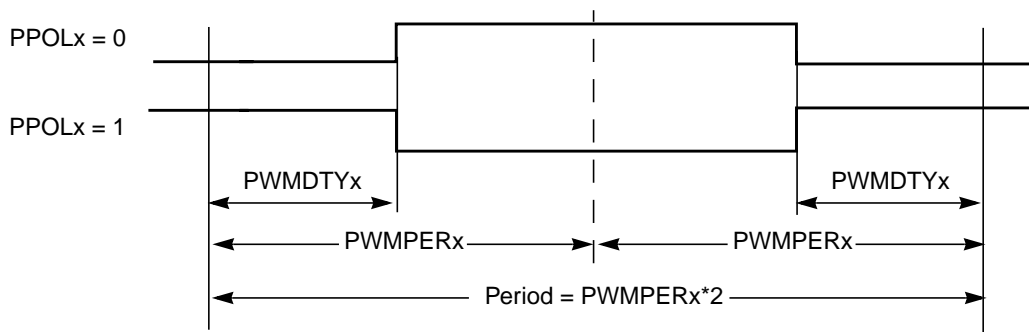 PPOLx = 0
PPOLx = 1
PWMDTYx
PWMDTYx
PWMPERx
PWMPERx
Period = PWMPERx*2